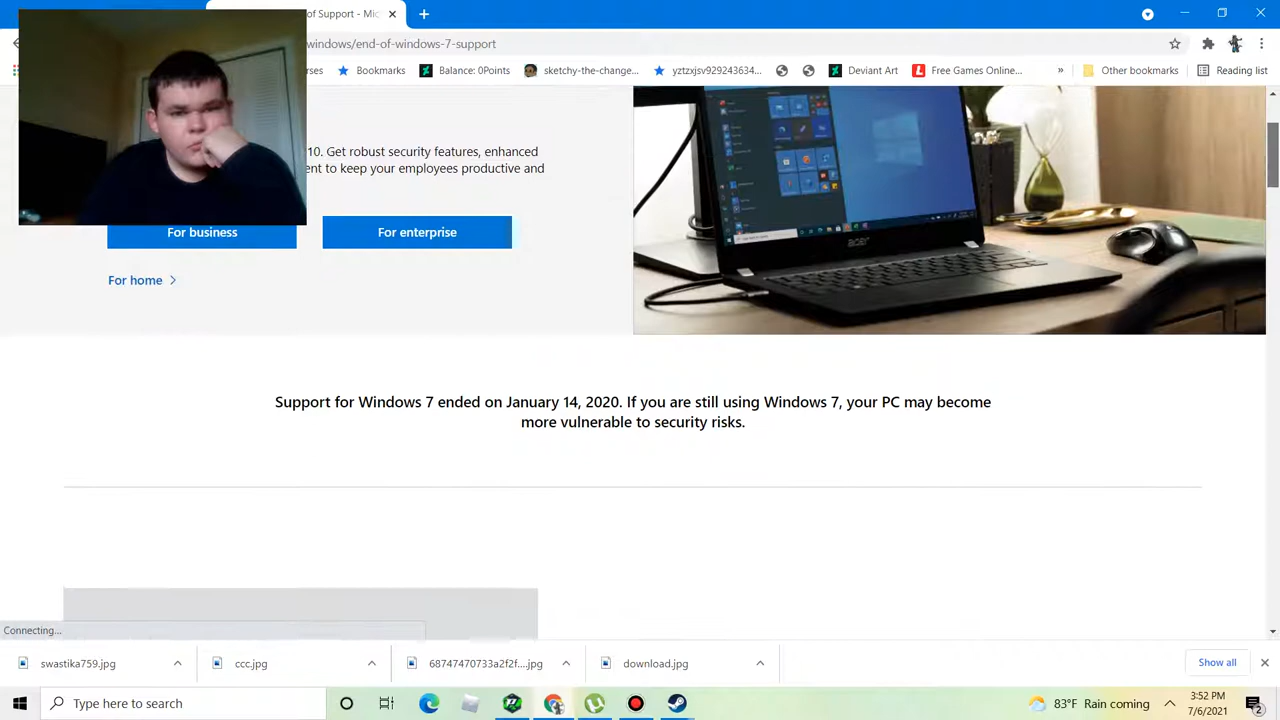 of Support - Mic
windows/end-of-windows-7-support
rses Bookmarks Balance: 0Points sketchy-the-change... yztzxjsv929243634... Deviant Art Free Games Online... » Other bookmarks Reading list
10. Get robust security features, enhanced
ent to keep your employees productive and
For business For enterprise
For home
acer
Support for Windows 7 ended on January 14, 2020. If you are still using Windows 7, your PC may become
more vulnerable to security risks.
Connecting...
swastika759.jpg ccc.jpg 68747470733a2f2f....jpg download.jpg Show all
Type here to search 83°F Rain coming 3:52 PM
7/6/2021
2